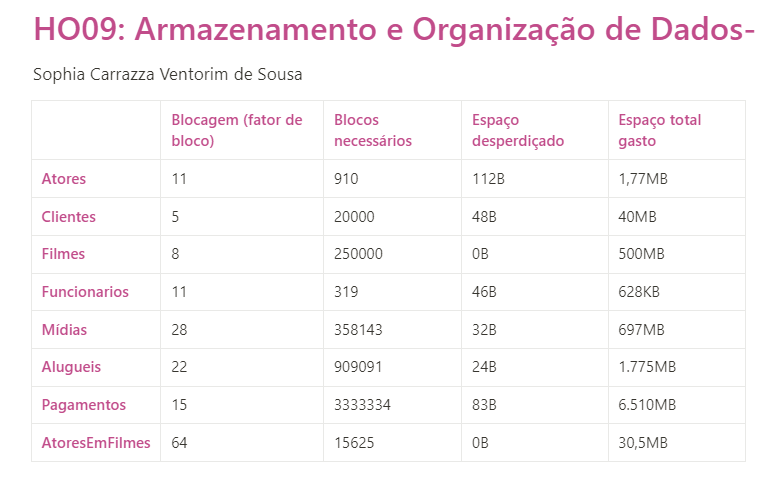 HO09: Armazenamento e Organização de Dados-
Sophia Carrazza Ventorim de Sousa
Blocagem (fator de bloco) Blocos necessários Espaço desperdiçado Espaço total gasto
Atores 11 910 112B 1,77MB
Clientes 5 20000 48B 40MB
Filmes 8 250000 0B 500MB
Funcionarios 11 319 46B 628KB
Mídias 28 358143 32B 697MB
Alugueis 22 909091 24B 1.775MB
Pagamentos 15 3333334 83B 6.510MB
AtoresEmFilmes 64 15625 0B 30,5MB